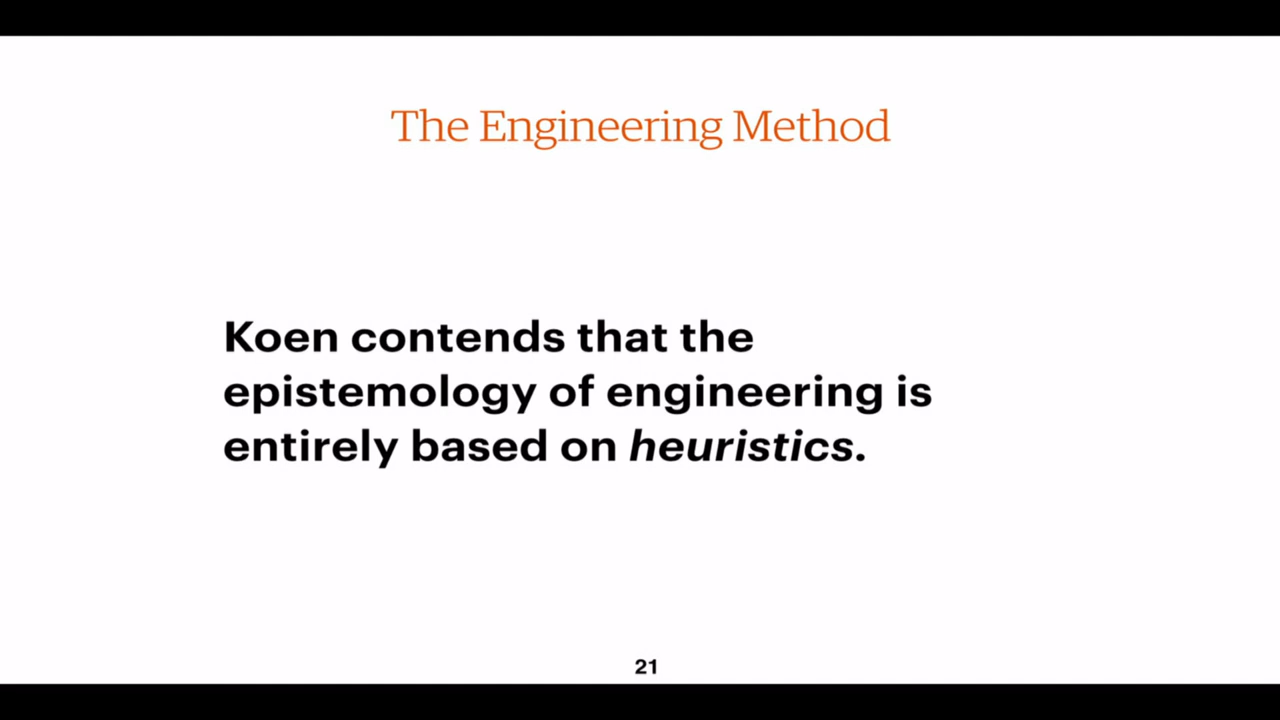 The Engineering Method
Koen contends that the
epistemology of engineering is
entirely based on heuristics.
21